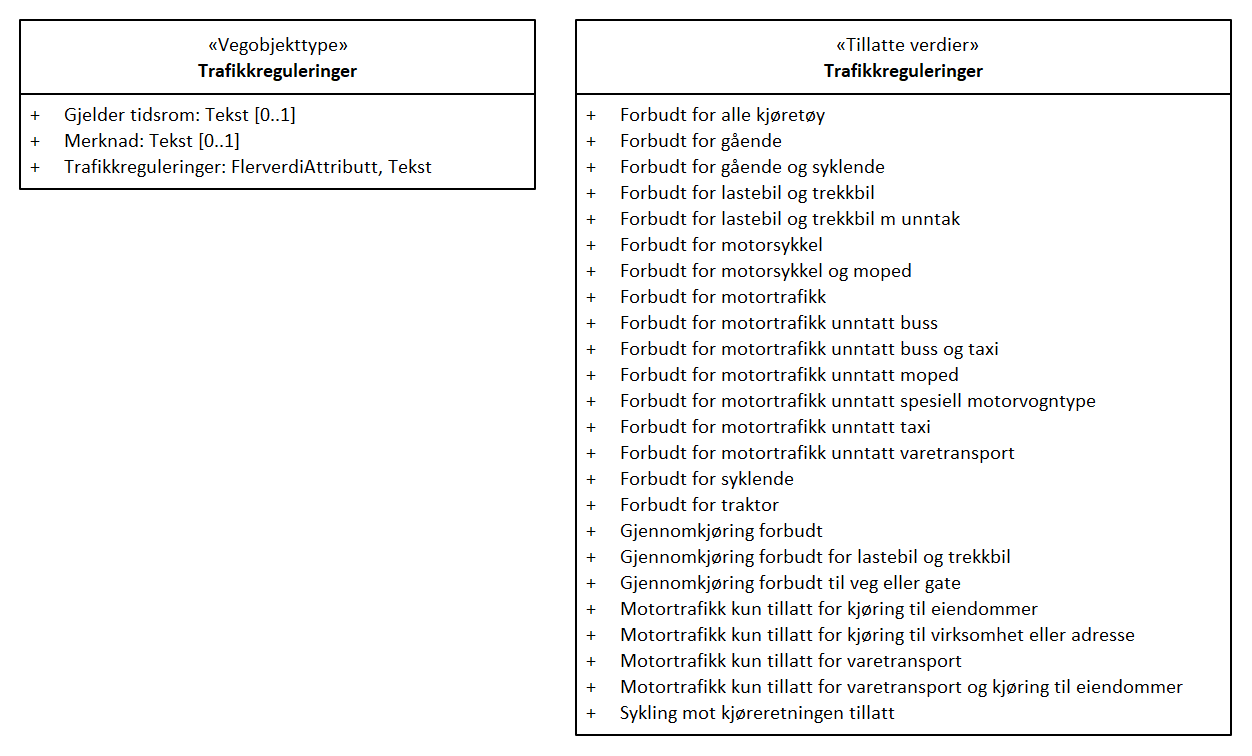 «Vegobjekttype»
Trafikkreguleringer
+ Gjelder tidsrom: Tekst [0..1]
+ Merknad: Tekst [0..1]
+ Trafikkreguleringer: FlerverdiAttributt, Tekst
«Tillatte verdier»
Trafikkreguleringer
+ Forbudt for alle kjøretøy
+ Forbudt for gående
+ Forbudt for gående og syklende
+ Forbudt for lastebil og trekkbil
+ Forbudt for lastebil og trekkbil m unntak
+ Forbudt for motorsykkel
+ Forbudt for motorsykkel og moped
+ Forbudt for motortrafikk
+ Forbudt for motortrafikk unntatt buss
+ Forbudt for motortrafikk unntatt buss og taxi
+ Forbudt for motortrafikk unntatt moped
+ Forbudt for motortrafikk unntatt spesiell motorvogntype
+ Forbudt for motortrafikk unntatt taxi
+ Forbudt for motortrafikk unntatt varetransport
+ Forbudt for syklende
+ Forbudt for traktor
+ Gjennomkjøring forbudt
+ Gjennomkjøring forbudt for lastebil og trekkbil
+ Gjennomkjøring forbudt til veg eller gate
+ Motortrafikk kun tillatt for kjøring til eiendommer
+ Motortrafikk kun tillatt for kjøring til virksomhet eller adresse
+ Motortrafikk kun tillatt for varetransport
+ Motortrafikk kun tillatt for varetransport og kjøring til eiendommer
+ Sykling mot kjøreretningen tillatt